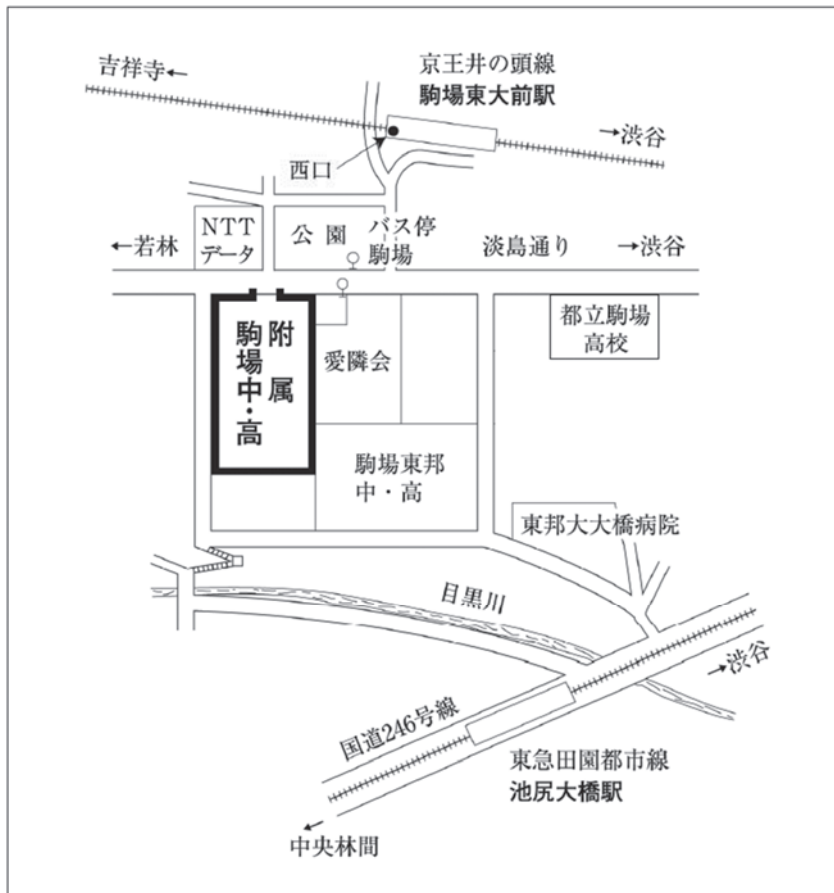 京王井の頭線
駒場東大前駅
吉祥寺←
→渋谷
西口
NTT
データ
公園
バス停
駒場
淡島通り
→渋谷
←若林
都立駒場
高校
附属
駒場中・高
愛隣会
駒場東邦
中・高
東邦大大橋病院
目黒川
→渋谷
国道246号線
東急田園都市線
池尻大橋駅
←
中央林間